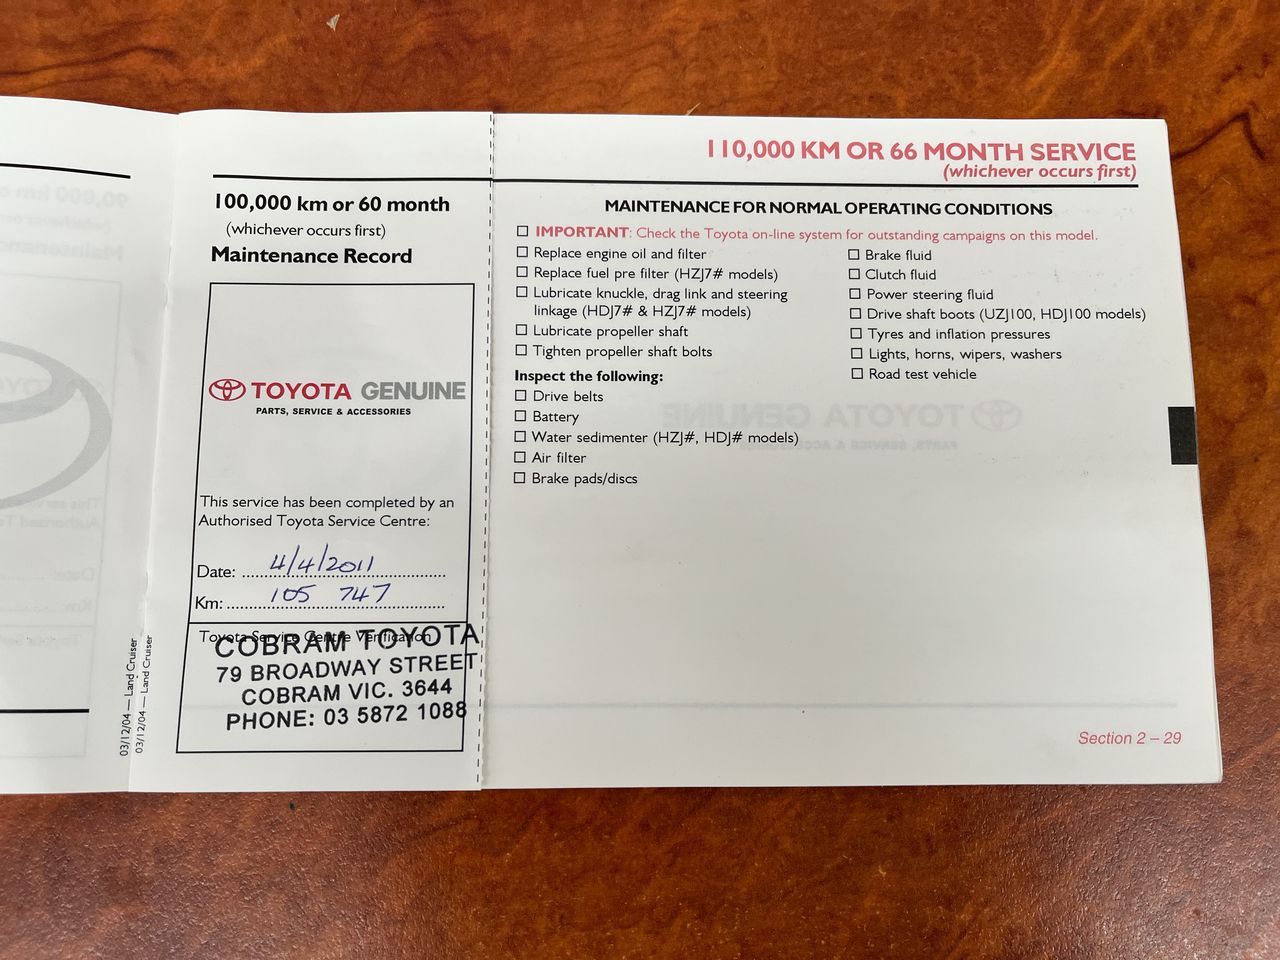 100,000 km or 60 month
(whichever occurs first)
Maintenance Record
TOYOTA GENUINE
PARTS, SERVICE & ACCESSORIES
This service has been completed by an
Authorised Toyota Service Centre:
Date: 4/4/2011
Km: 105 747
Toyota Service Centre Verification
COBRAM TOYOTA
79 BROADWAY STREET
COBRAM VIC. 3644
PHONE: 03 5872 1088
03/12/04 — Land Cruiser
03/12/04 — Land Cruiser
110,000 KM OR 66 MONTH SERVICE
(whichever occurs first)
MAINTENANCE FOR NORMAL OPERATING CONDITIONS
IMPORTANT: Check the Toyota on-line system for outstanding campaigns on this model.
Replace engine oil and filter
Replace fuel pre filter (HZJ7# models)
Lubricate knuckle, drag link and steering
linkage (HDJ7# & HZJ7# models)
Lubricate propeller shaft
Tighten propeller shaft bolts
Inspect the following:
Drive belts
Battery
Water sedimenter (HZJ#, HDJ# models)
Air filter
Brake pads/discs
Brake fluid
Clutch fluid
Power steering fluid
Drive shaft boots (UZJ100, HDJ100 models)
Tyres and inflation pressures
Lights, horns, wipers, washers
Road test vehicle
Section 2 – 29